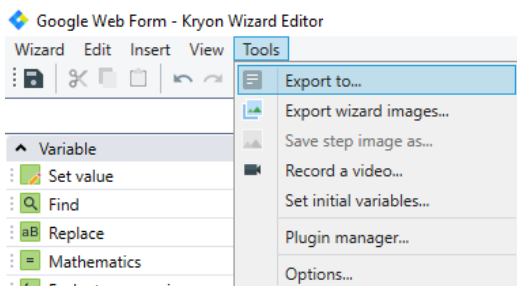 Google Web Form - Kryon Wizard Editor
Wizard Edit Insert View Tools
Export to...
Export wizard images...
Save step image as...
Record a video...
Set initial variables...
Plugin manager...
Options...
Variable
Set value
Find
aB Replace
= Mathematics